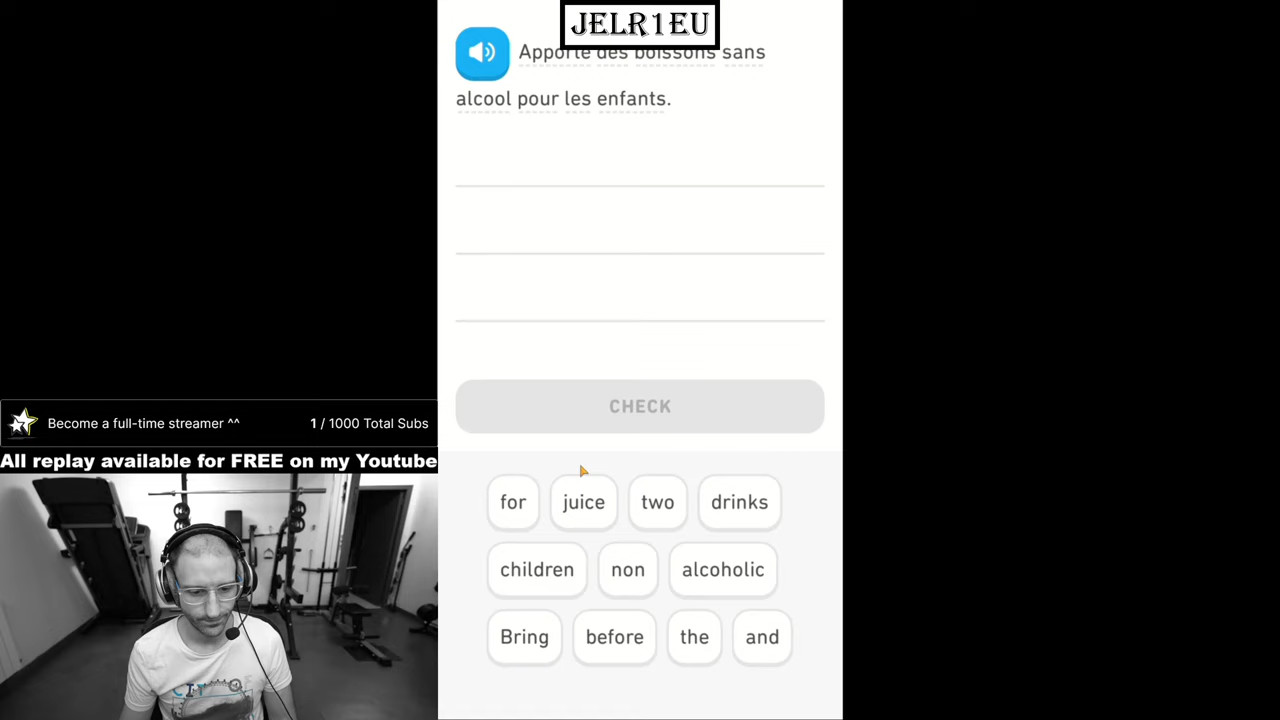 JELR1EU
Apporte des boissons sans
alcool pour les enfants.
CHECK
Become a full-time streamer ^^ 1 / 1000 Total Subs
All replay available for FREE on my Youtube
for juice two drinks
children non alcoholic
Bring before the and